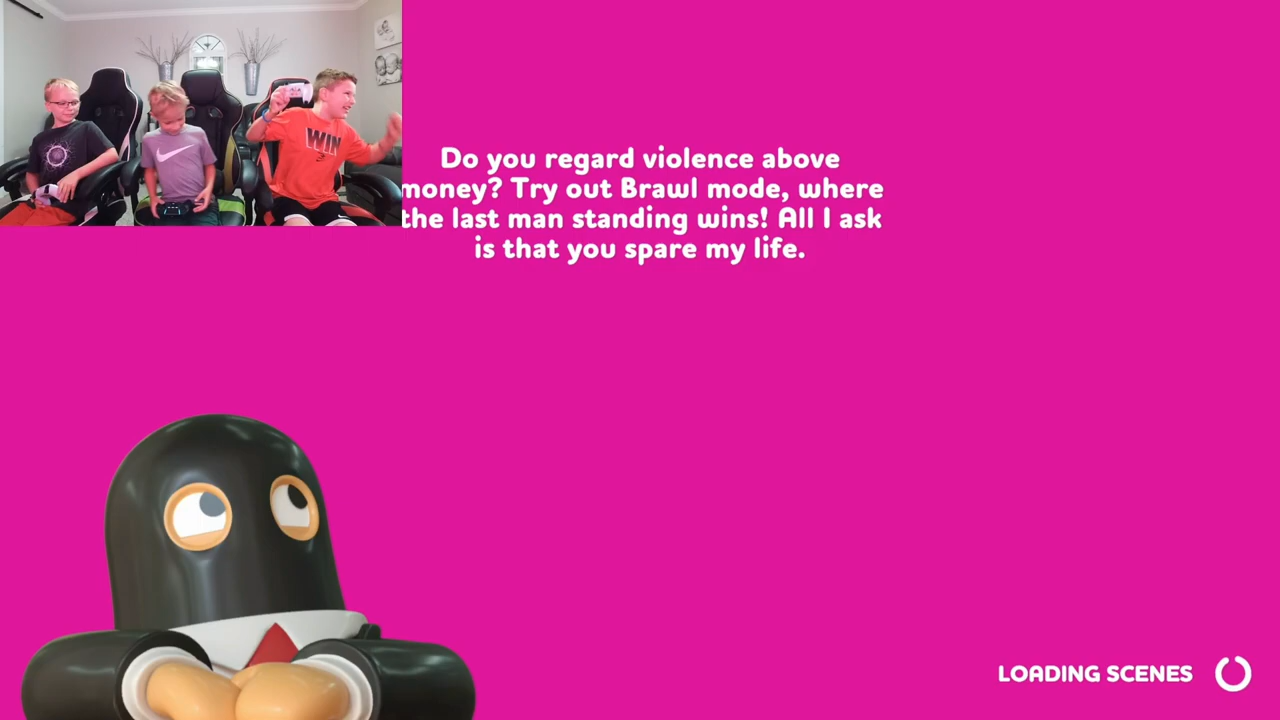 WIN
Do you regard violence above
money? Try out Brawl mode, where
the last man standing wins! All I ask
is that you spare my life.
LOADING SCENES